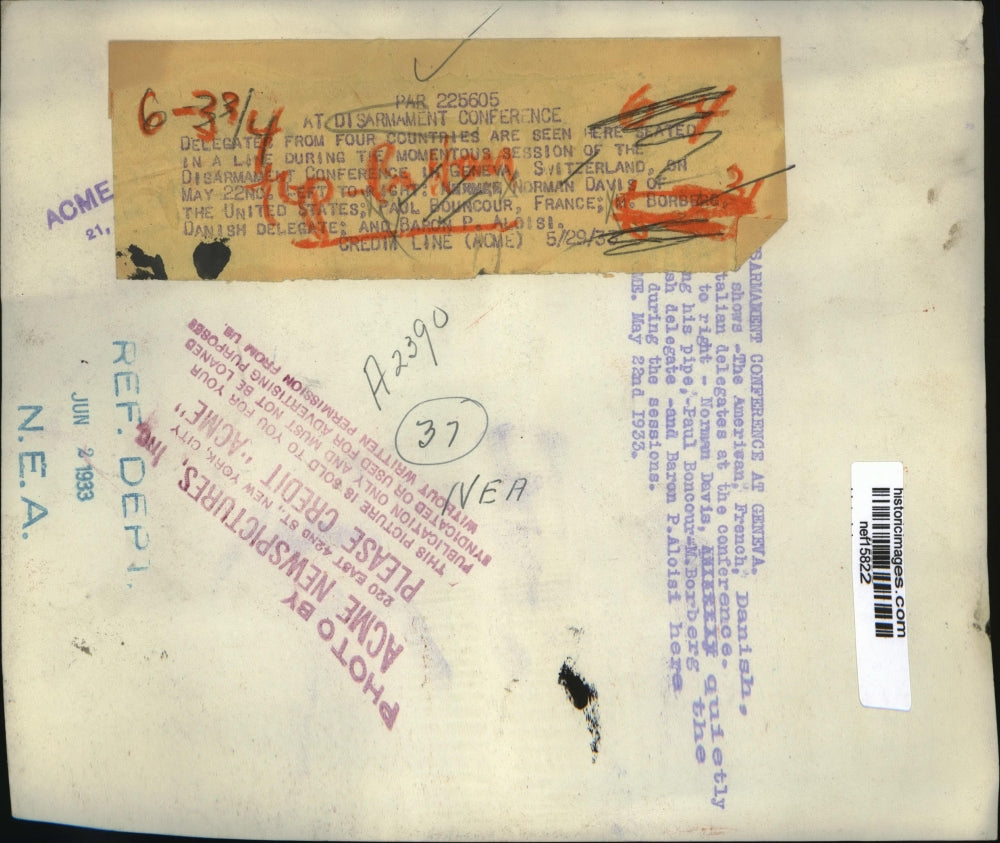 PAR 225605
AT DISARMAMENT CONFERENCE
DELEGATES FROM FOUR COUNTRIES ARE SEEN HERE SEATED
IN A LINE DURING THE MOMENTOUS SESSION OF THE
DISARMAMENT CONFERENCE IN GENEVA, SWITZERLAND, ON
MAY 22ND. LEFT TO RIGHT: NORMAN DAVIS OF
THE UNITED STATES; PAUL BOUNCOUR, FRANCE; M. BORBERG,
DANISH DELEGATE; AND BARON P. ALOISI.
CREDIT LINE (ACME) 5/29/33
6-33/4
ACME
21,
SARMAMENT CONFERENCE AT GENEVA.
shows -The American, French, Danish,
talian delegates at the conference.
to right - Norman Davis, quietly
ng his pipe,-Paul Boncour-M.Borberg the
sh delegate -and Baron P.Aloisi here
during the sessions.
ME. May 22nd 1933.
A2390
37
NEA
REF. DEPT.
JUN 2 1933
N.E.A.
PHOTO BY
ACME NEWSPICTURES, INC.
220 EAST 42ND ST., NEW YORK, CITY
PLEASE CREDIT "ACME"
THIS PICTURE IS SOLD TO YOU FOR YOUR
PUBLICATION ONLY AND MUST NOT BE LOANED
SYNDICATED OR USED FOR ADVERTISING PURPOSES
WITHOUT WRITTEN PERMISSION FROM US.
historicimages.com
nef15822